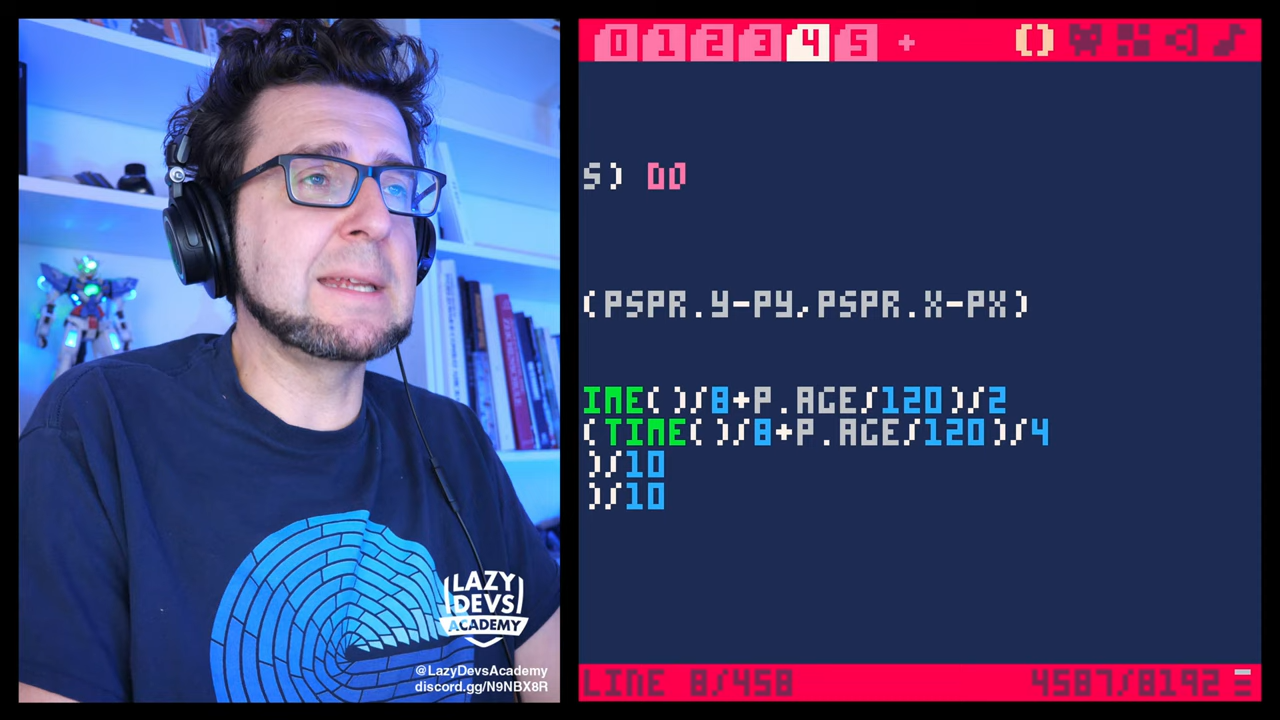 0 1 2 3 4 5 +
S) DO
(PSPR.Y-PY,PSPR.X-PX)
IME()/8+P.AGE/120)/2
(TIME()/8+P.AGE/120)/4
)/10
)/10
LAZY
DEVS
ACADEMY
@LazyDevsAcademy
discord.gg/N9NBX8R
LINE 8/458 4587/8192